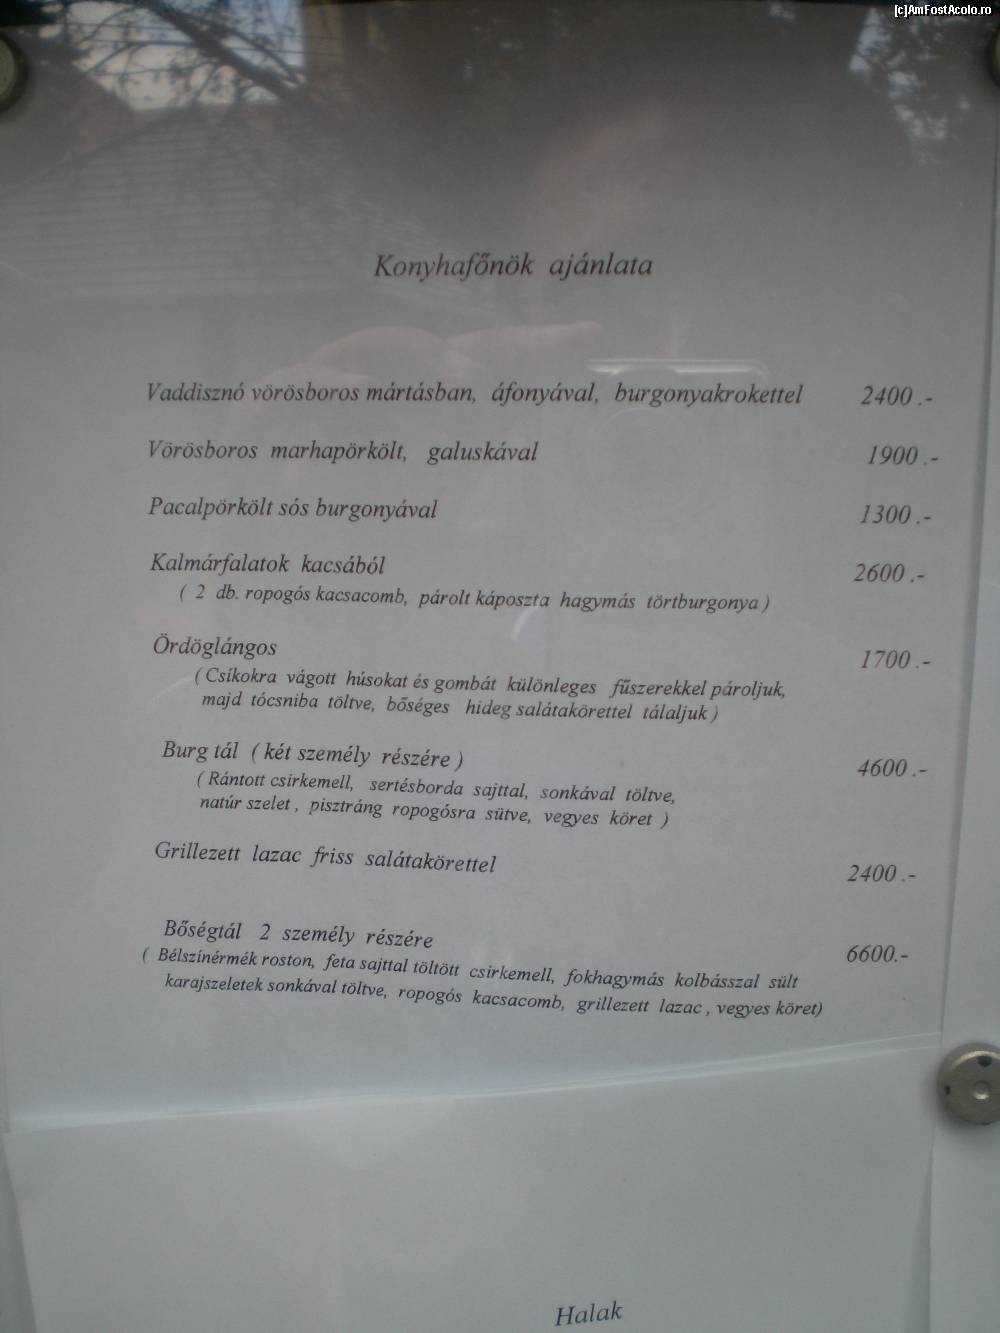 [c]AmFostAcolo.ro
Konyhafőnök ajánlata
Vaddisznó vörösboros mártásban, áfonyával, burgonyakrokettel 2400.-
Vörösboros marhapörkölt, galuskával 1900.-
Pacalpörkölt sós burgonyával 1300.-
Kalmárfalatok kacsából 2600.-
( 2 db. ropogós kacsacomb, párolt káposzta hagymás törtburgonya )
Ördöglángos 1700.-
( Csíkokra vágott húsokat és gombát különleges fűszerekkel pároljuk,
majd tócsniba töltve, bőséges hideg salátakörettel tálaljuk )
Burg tál ( két személy részére ) 4600.-
( Rántott csirkemell, sertésborda sajttal, sonkával töltve,
natúr szelet , pisztráng ropogósra sütve, vegyes köret )
Grillezett lazac friss salátakörettel 2400.-
Bőségtál 2 személy részére 6600.-
( Bélszínérmék roston, feta sajttal töltött csirkemell, fokhagymás kolbásszal sült
karajszeletek sonkával töltve, ropogós kacsacomb, grillezett lazac , vegyes köret)
Halak